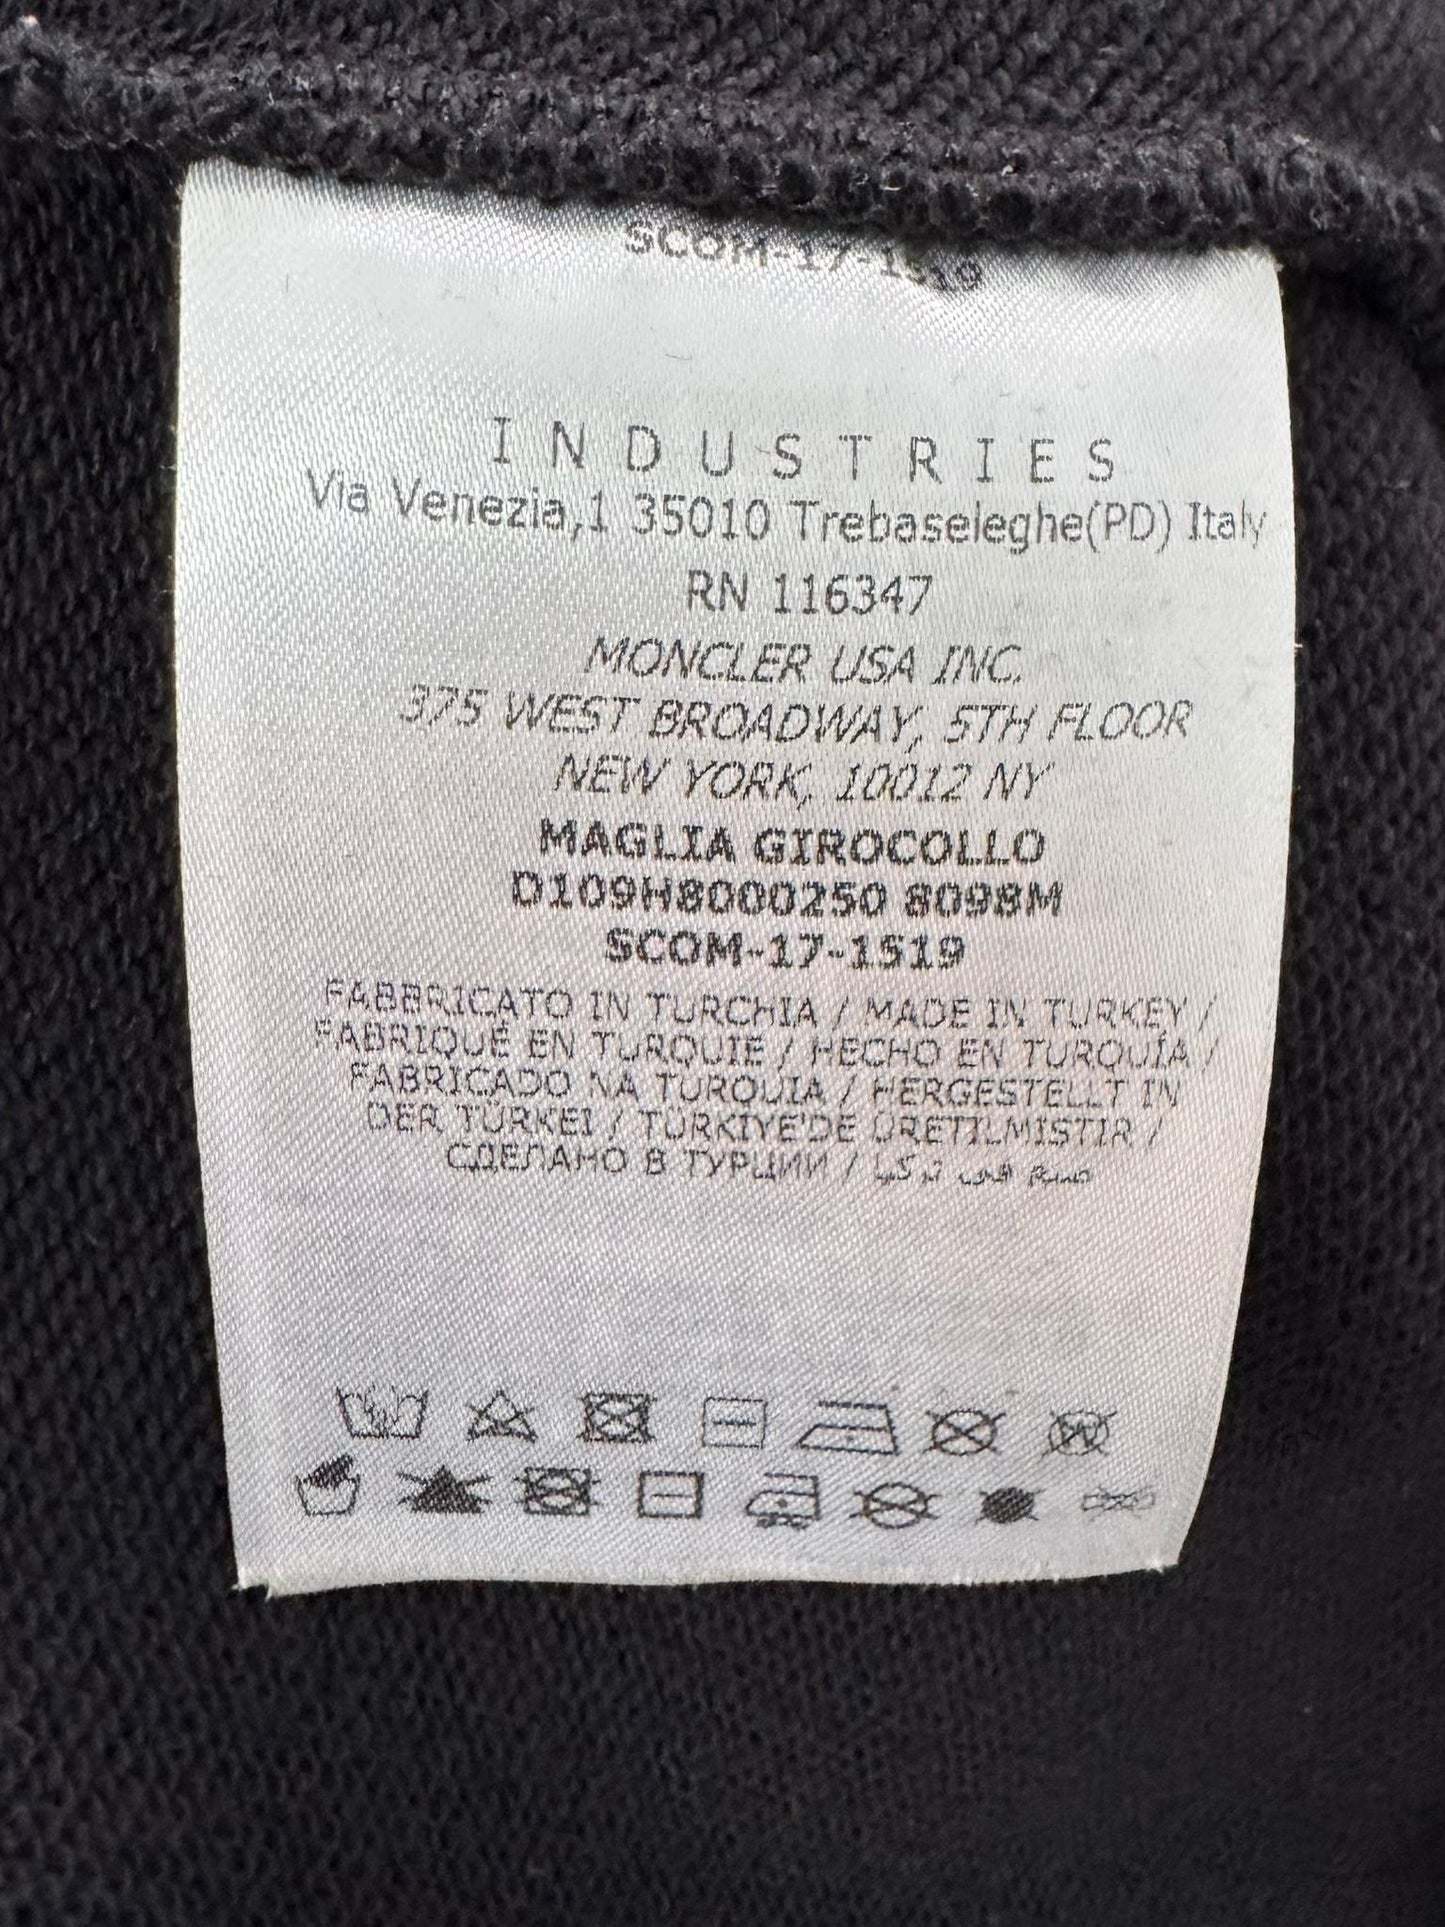 SCOM-17-1519
INDUSTRIES
Via Venezia,1 35010 Trebaseleghe(PD) Italy
RN 116347
MONCLER USA INC.
375 WEST BROADWAY, 5TH FLOOR
NEW YORK, 10012 NY
MAGLIA GIROCOLLO
D109H8000250 8098M
SCOM-17-1519
FABBRICATO IN TURCHIA / MADE IN TURKEY /
FABRIQUÉ EN TURQUIE / HECHO EN TURQUÍA /
FABRICADO NA TURQUIA / HERGESTELLT IN
DER TÜRKEI / TÜRKIYE'DE ÜRETILMISTIR /
СДЕЛАНО В ТУРЦИИ /
W